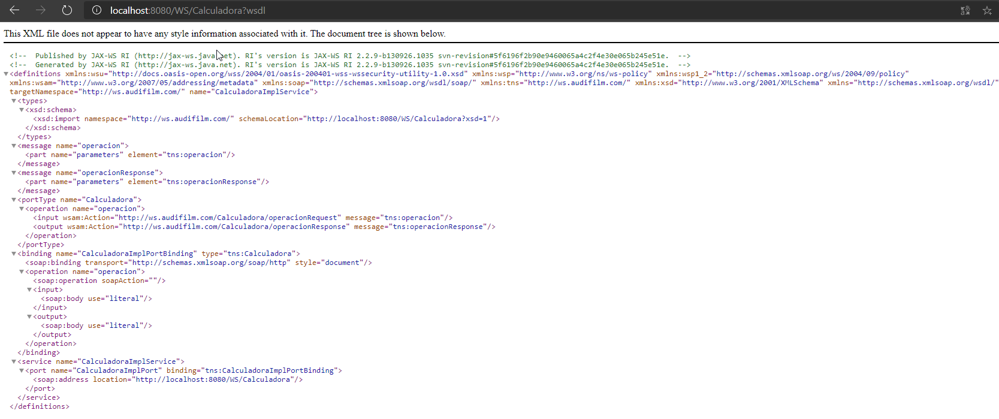 localhost:8080/WS/Calculadora?wsdl
This XML file does not appear to have any style information associated with it. The document tree is shown below.
<!--  Published by JAX-WS RI (http://jax-ws.java.net). RI's version is JAX-WS RI 2.2.9-b130926.1035 svn-revision#5f6196f2b90e9460065a4c2f4e30e065b245e51e.  -->
<!--  Generated by JAX-WS RI (http://jax-ws.java.net). RI's version is JAX-WS RI 2.2.9-b130926.1035 svn-revision#5f6196f2b90e9460065a4c2f4e30e065b245e51e.  -->
▼<definitions xmlns:wsu="http://docs.oasis-open.org/wss/2004/01/oasis-200401-wss-wssecurity-utility-1.0.xsd" xmlns:wsp="http://www.w3.org/ns/ws-policy" xmlns:wsp1_2="http://schemas.xmlsoap.org/ws/2004/09/policy"
xmlns:wsam="http://www.w3.org/2007/05/addressing/metadata" xmlns:soap="http://schemas.xmlsoap.org/wsdl/soap/" xmlns:tns="http://ws.audifilm.com/" xmlns:xsd="http://www.w3.org/2001/XMLSchema" xmlns="http://schemas.xmlsoap.org/wsdl/"
targetNamespace="http://ws.audifilm.com/" name="CalculadoraImplService">
▼<types>
▼<xsd:schema>
<xsd:import namespace="http://ws.audifilm.com/" schemaLocation="http://localhost:8080/WS/Calculadora?xsd=1"/>
</xsd:schema>
</types>
▼<message name="operacion">
<part name="parameters" element="tns:operacion"/>
</message>
▼<message name="operacionResponse">
<part name="parameters" element="tns:operacionResponse"/>
</message>
▼<portType name="Calculadora">
▼<operation name="operacion">
<input wsam:Action="http://ws.audifilm.com/Calculadora/operacionRequest" message="tns:operacion"/>
<output wsam:Action="http://ws.audifilm.com/Calculadora/operacionResponse" message="tns:operacionResponse"/>
</operation>
</portType>
▼<binding name="CalculadoraImplPortBinding" type="tns:Calculadora">
<soap:binding transport="http://schemas.xmlsoap.org/soap/http" style="document"/>
▼<operation name="operacion">
<soap:operation soapAction=""/>
▼<input>
<soap:body use="literal"/>
</input>
▼<output>
<soap:body use="literal"/>
</output>
</operation>
</binding>
▼<service name="CalculadoraImplService">
▼<port name="CalculadoraImplPort" binding="tns:CalculadoraImplPortBinding">
<soap:address location="http://localhost:8080/WS/Calculadora"/>
</port>
</service>
</definitions>